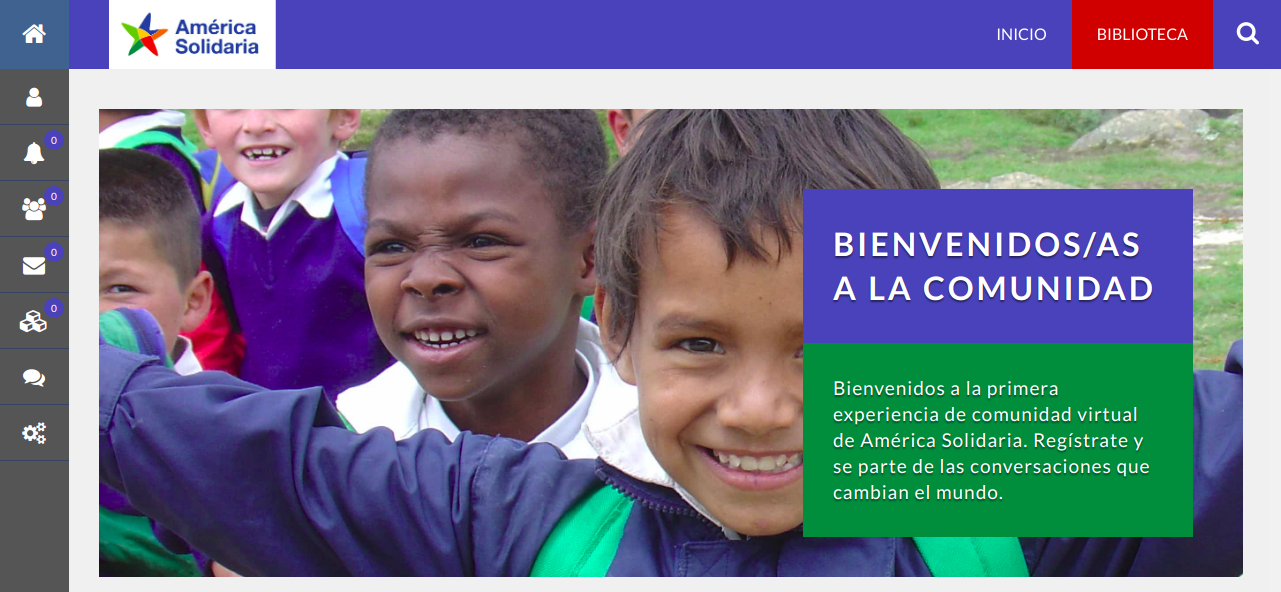 América
Solidaria
INICIO
BIBLIOTECA
0
0
0
0
BIENVENIDOS/AS
A LA COMUNIDAD
Bienvenidos a la primera
experiencia de comunidad virtual
de América Solidaria. Regístrate y
se parte de las conversaciones que
cambian el mundo.